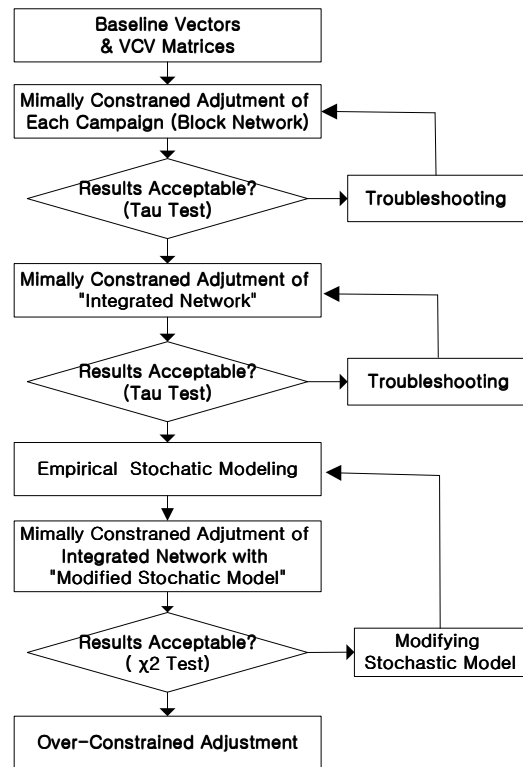 Baseline Vectors
& VCV Matrices
Mimally Constraned Adjutment of
Each Campaign (Block Network)
Results Acceptable?
(Tau Test)
Troubleshooting
Mimally Constraned Adjutment of
"Integrated Network"
Results Acceptable?
(Tau Test)
Troubleshooting
Empirical Stochatic Modeling
Mimally Constraned Adjutment of
Integrated Network with
"Modified Stochatic Model"
Results Acceptable?
( χ2 Test)
Modifying
Stochastic Model
Over-Constrained Adjustment